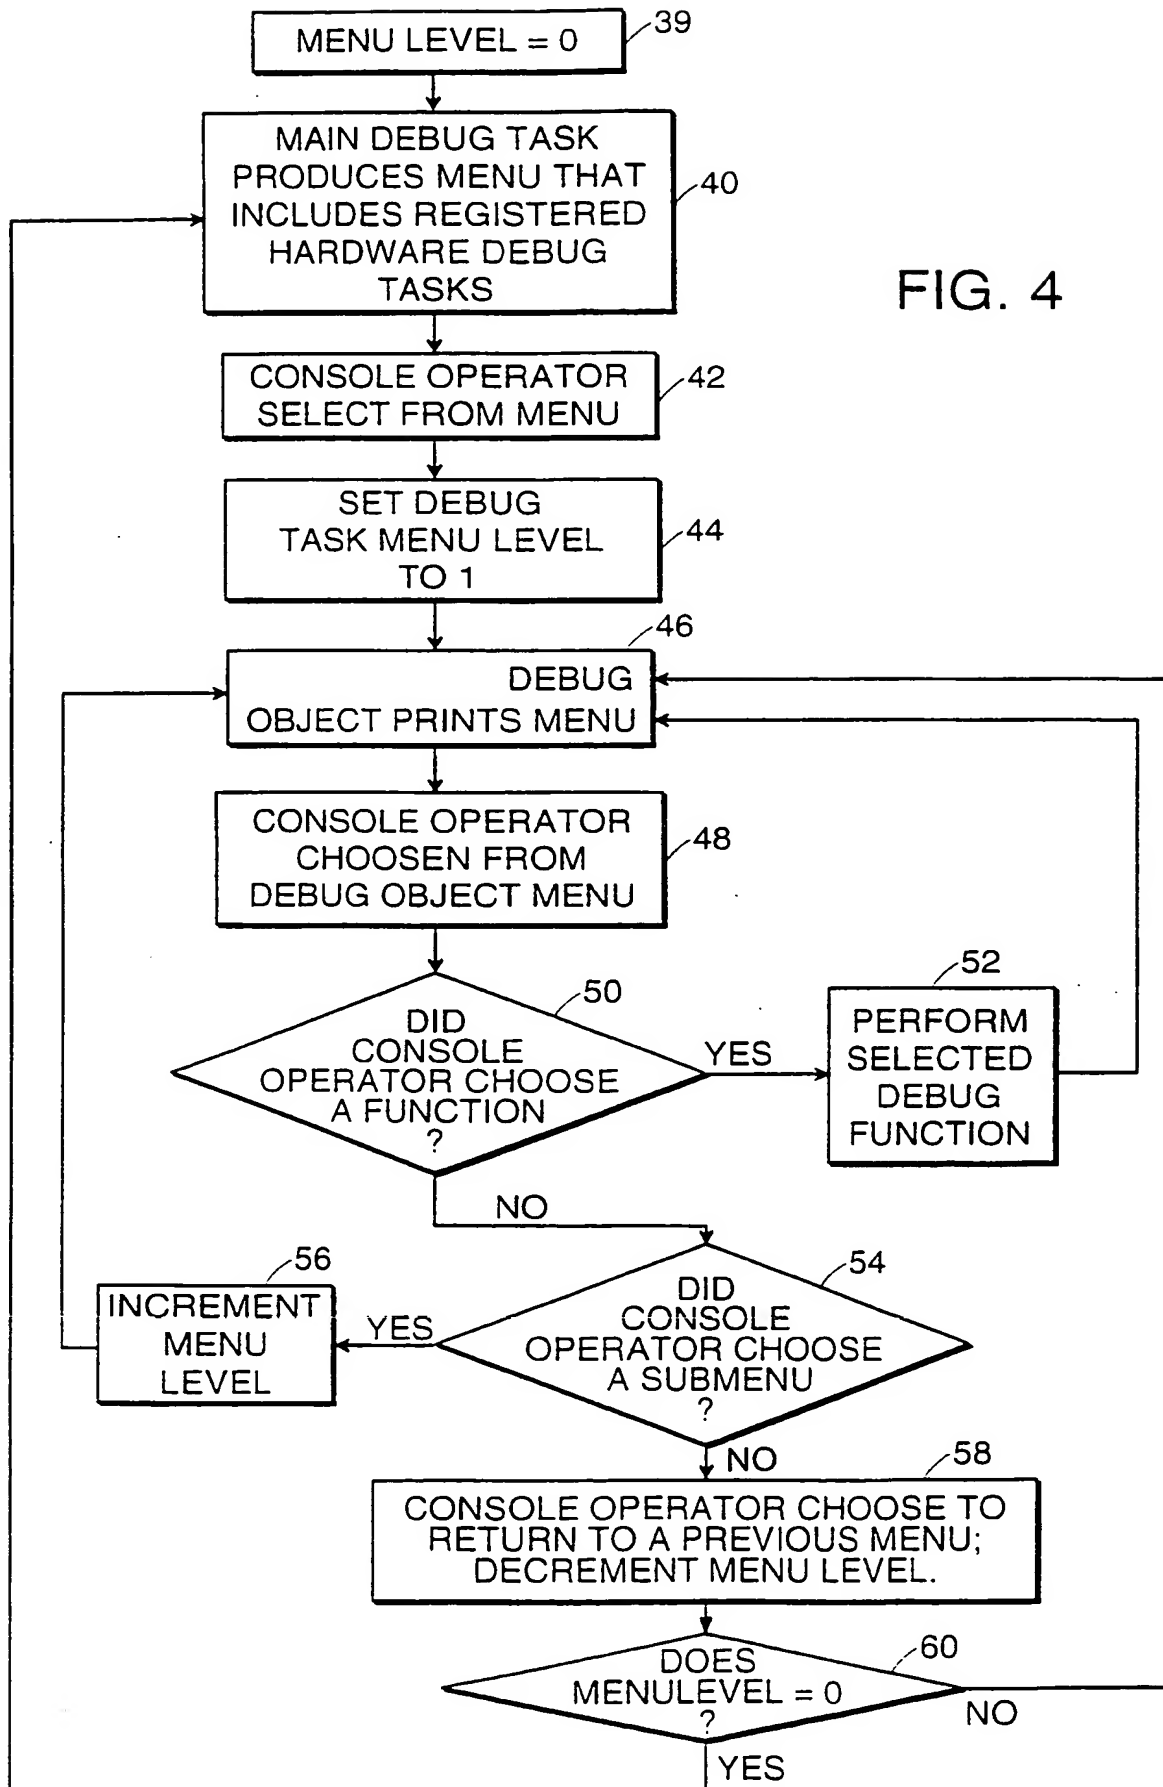 MENU LEVEL = 0
39
MAIN DEBUG TASK
PRODUCES MENU THAT
INCLUDES REGISTERED
HARDWARE DEBUG
TASKS
40
FIG. 4
CONSOLE OPERATOR
SELECT FROM MENU
42
SET DEBUG
TASK MENU LEVEL
TO 1
44
46
DEBUG
OBJECT PRINTS MENU
CONSOLE OPERATOR
CHOOSEN FROM
DEBUG OBJECT MENU
48
DID
CONSOLE
OPERATOR CHOOSE
A FUNCTION
?
50
YES
52
PERFORM
SELECTED
DEBUG
FUNCTION
NO
54
DID
CONSOLE
OPERATOR CHOOSE
A SUBMENU
?
YES
56
INCREMENT
MENU
LEVEL
NO
58
CONSOLE OPERATOR CHOOSE TO
RETURN TO A PREVIOUS MENU;
DECREMENT MENU LEVEL.
60
DOES
MENULEVEL = 0
?
NO
YES